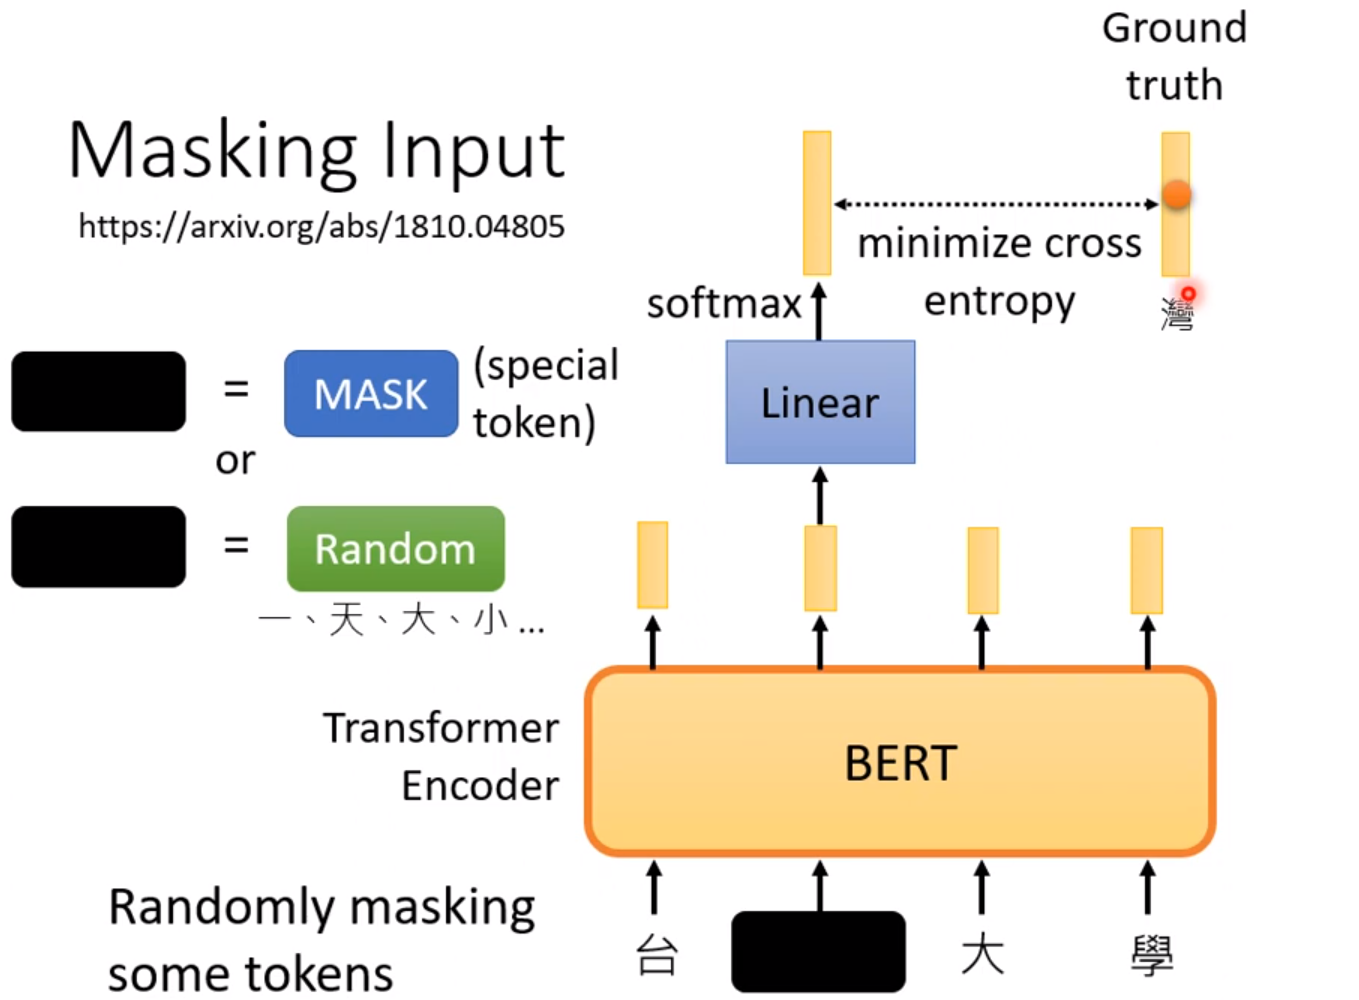 Masking Input
https://arxiv.org/abs/1810.04805
Ground
truth
minimize cross
entropy
灣
softmax
Linear
= MASK (special
token)
or
= Random
一、天、大、小 ...
Transformer
Encoder
BERT
Randomly masking
some tokens
台 大 學